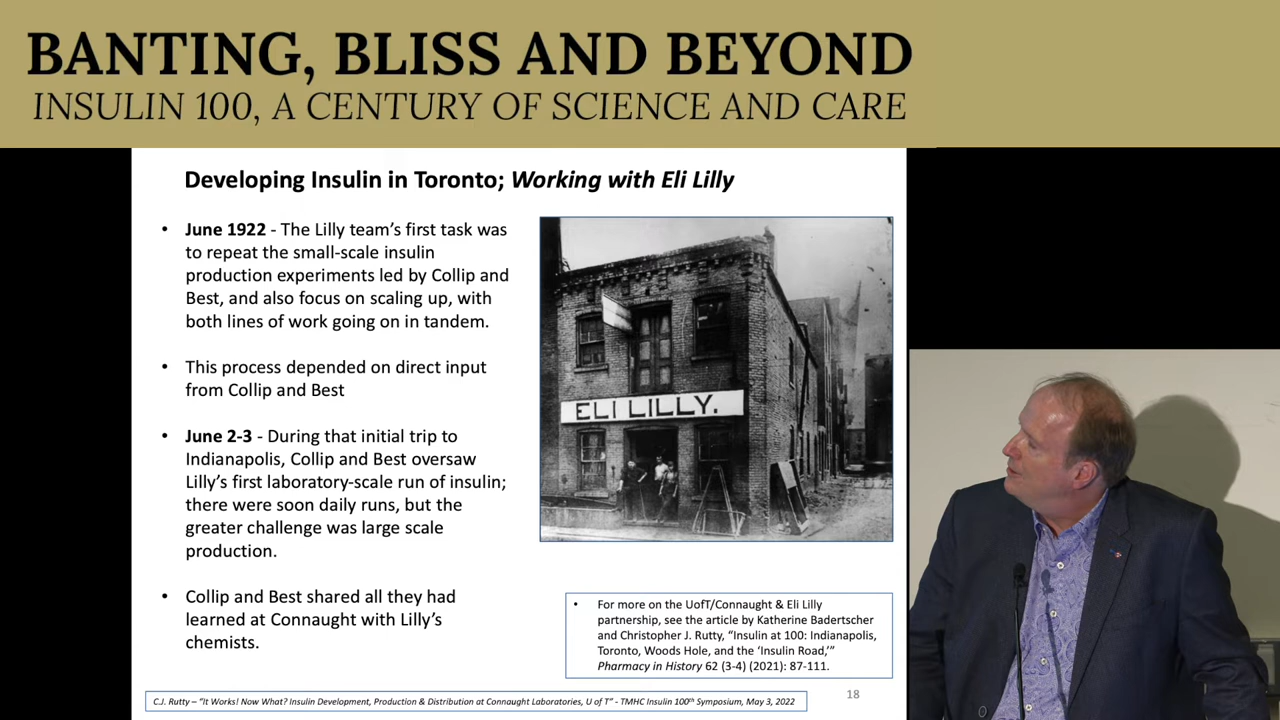 BANTING, BLISS AND BEYOND
INSULIN 100, A CENTURY OF SCIENCE AND CARE
Developing Insulin in Toronto; Working with Eli Lilly
• June 1922 - The Lilly team's first task was
to repeat the small-scale insulin
production experiments led by Collip and
Best, and also focus on scaling up, with
both lines of work going on in tandem.
• This process depended on direct input
from Collip and Best
• June 2-3 - During that initial trip to
Indianapolis, Collip and Best oversaw
Lilly's first laboratory-scale run of insulin;
there were soon daily runs, but the
greater challenge was large scale
production.
• Collip and Best shared all they had
learned at Connaught with Lilly's
chemists.
ELI LILLY.
• For more on the UofT/Connaught & Eli Lilly
partnership, see the article by Katherine Badertscher
and Christopher J. Rutty, "Insulin at 100: Indianapolis,
Toronto, Woods Hole, and the 'Insulin Road,'"
Pharmacy in History 62 (3-4) (2021): 87-111.
C.J. Rutty – "It Works! Now What? Insulin Development, Production & Distribution at Connaught Laboratories, U of T" - TMHC Insulin 100th Symposium, May 3, 2022
18